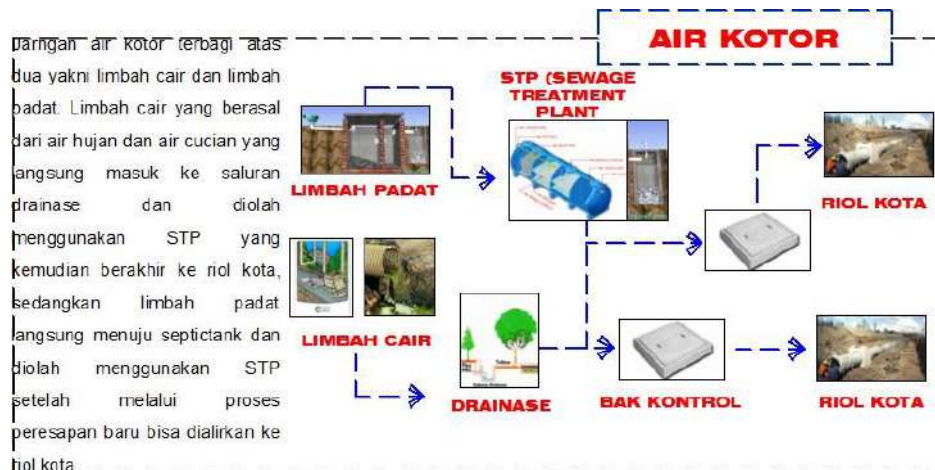 AIR KOTOR
Jarngan air kotor terbagi atas
dua yakni limbah cair dan limbah
padat. Limbah cair yang berasal
dari air hujan dan air cucian yang
langsung masuk ke saluran
drainase dan diolah
menggunakan STP yang
kemudian berakhir ke riol kota,
sedangkan limbah padat
langsung menuju septictank dan
diolah menggunakan STP
setelah melalui proses
peresapan baru bisa dialirkan ke
riol kota
STP (SEWAGE
TREATMENT
PLANT
LIMBAH PADAT
RIOL KOTA
LIMBAH CAIR
DRAINASE
BAK KONTROL
RIOL KOTA